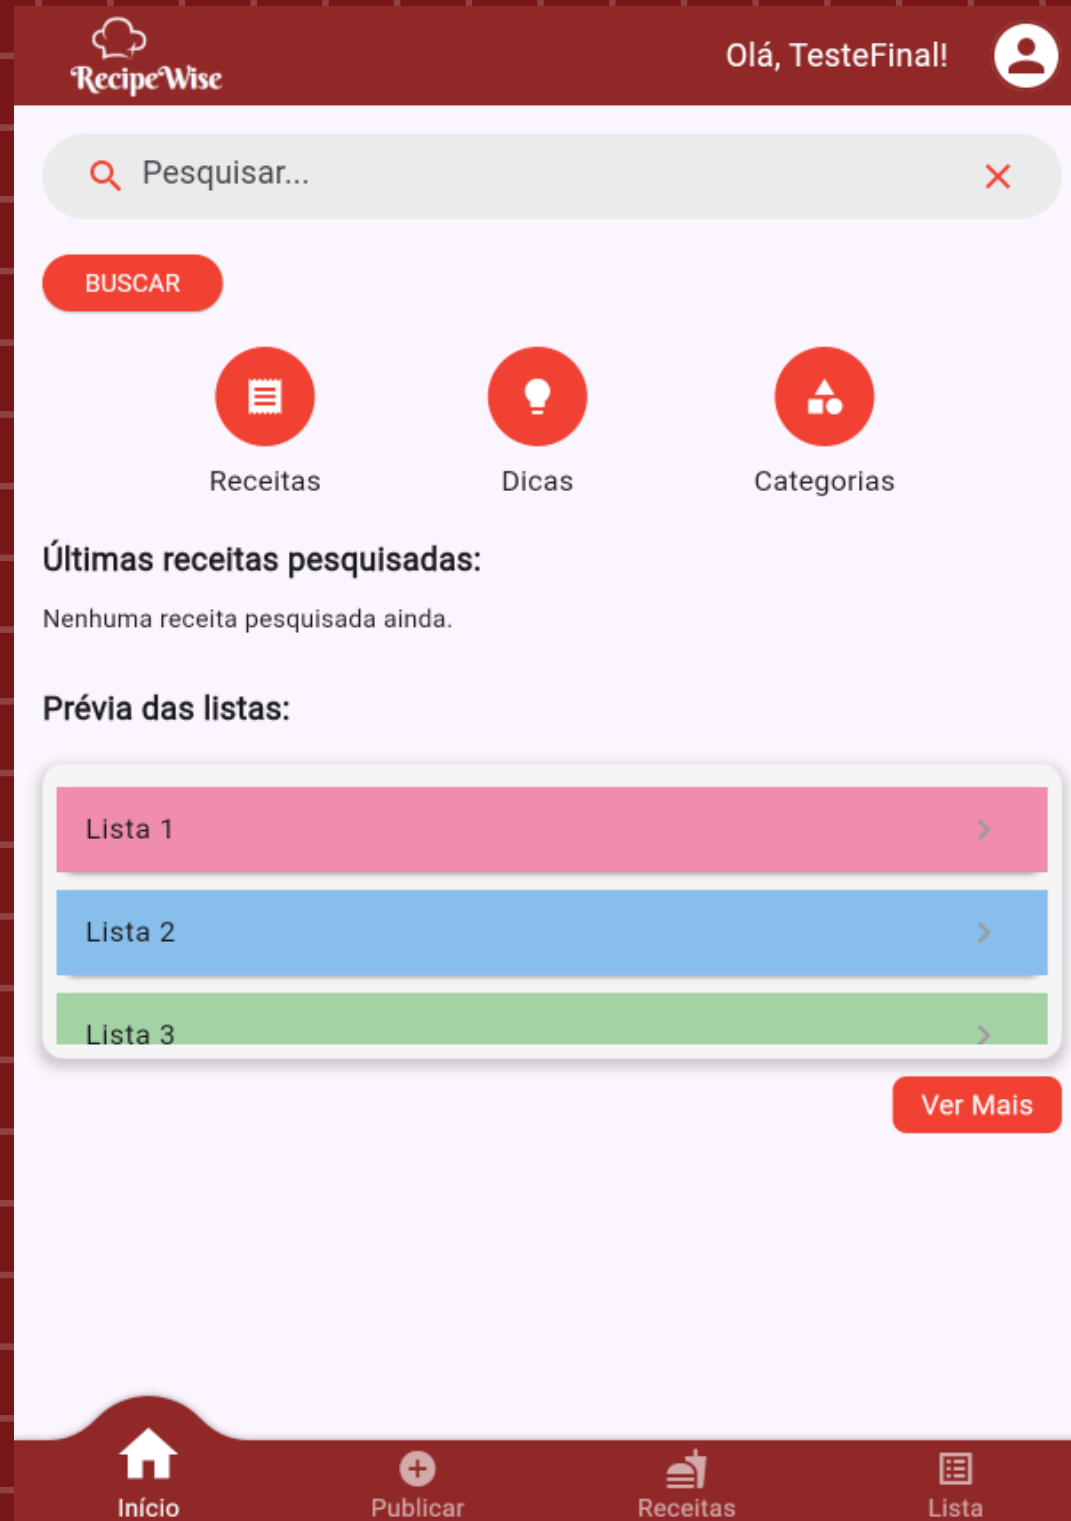 RecipeWise
Olá, TesteFinal!
Pesquisar...
BUSCAR
Receitas
Dicas
Categorias
Últimas receitas pesquisadas:
Nenhuma receita pesquisada ainda.
Prévia das listas:
Lista 1
Lista 2
Lista 3
Ver Mais
Início
Publicar
Receitas
Lista